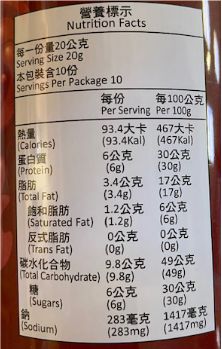 營養標示
Nutrition Facts
每一份量20公克
Serving Size 20g
本包裝含10份
Servings Per Package 10
每份 每100公克
Per Serving Per 100g
熱量 93.4大卡 467大卡
(Calories) (93.4Kal) (467Kal)
蛋白質 6公克 30公克
(Protein) (6g) (30g)
脂肪 3.4公克 17公克
(Total Fat) (3.4g) (17g)
飽和脂肪 1.2公克 6公克
(Saturated Fat) (1.2g) (6g)
反式脂肪 0公克 0公克
(Trans Fat) (0g) (0g)
碳水化合物 9.8公克 49公克
(Total Carbohydrate) (9.8g) (49g)
糖 6公克 30公克
(Sugars) (6g) (30g)
鈉 283毫克 1417毫克
(Sodium) (283mg) (1417mg)